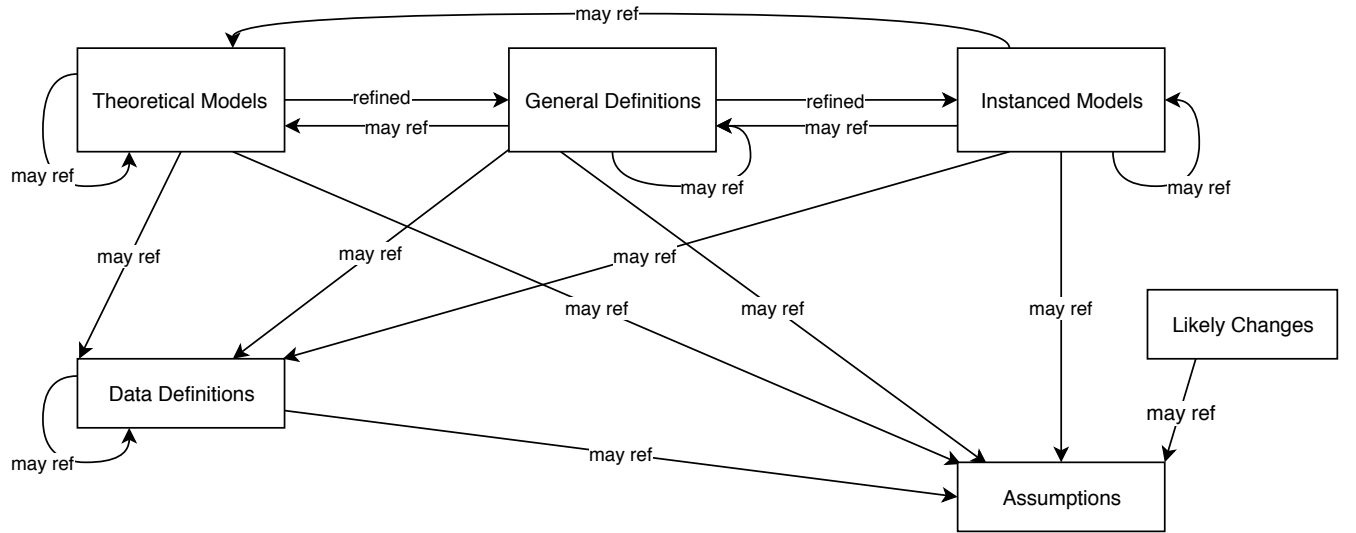 may ref
Theoretical Models
refined
General Definitions
refined
Instanced Models
may ref
may ref
may ref
may ref
may ref
may ref
may ref
may ref
may ref
may ref
may ref
Likely Changes
Data Definitions
may ref
may ref
may ref
Assumptions